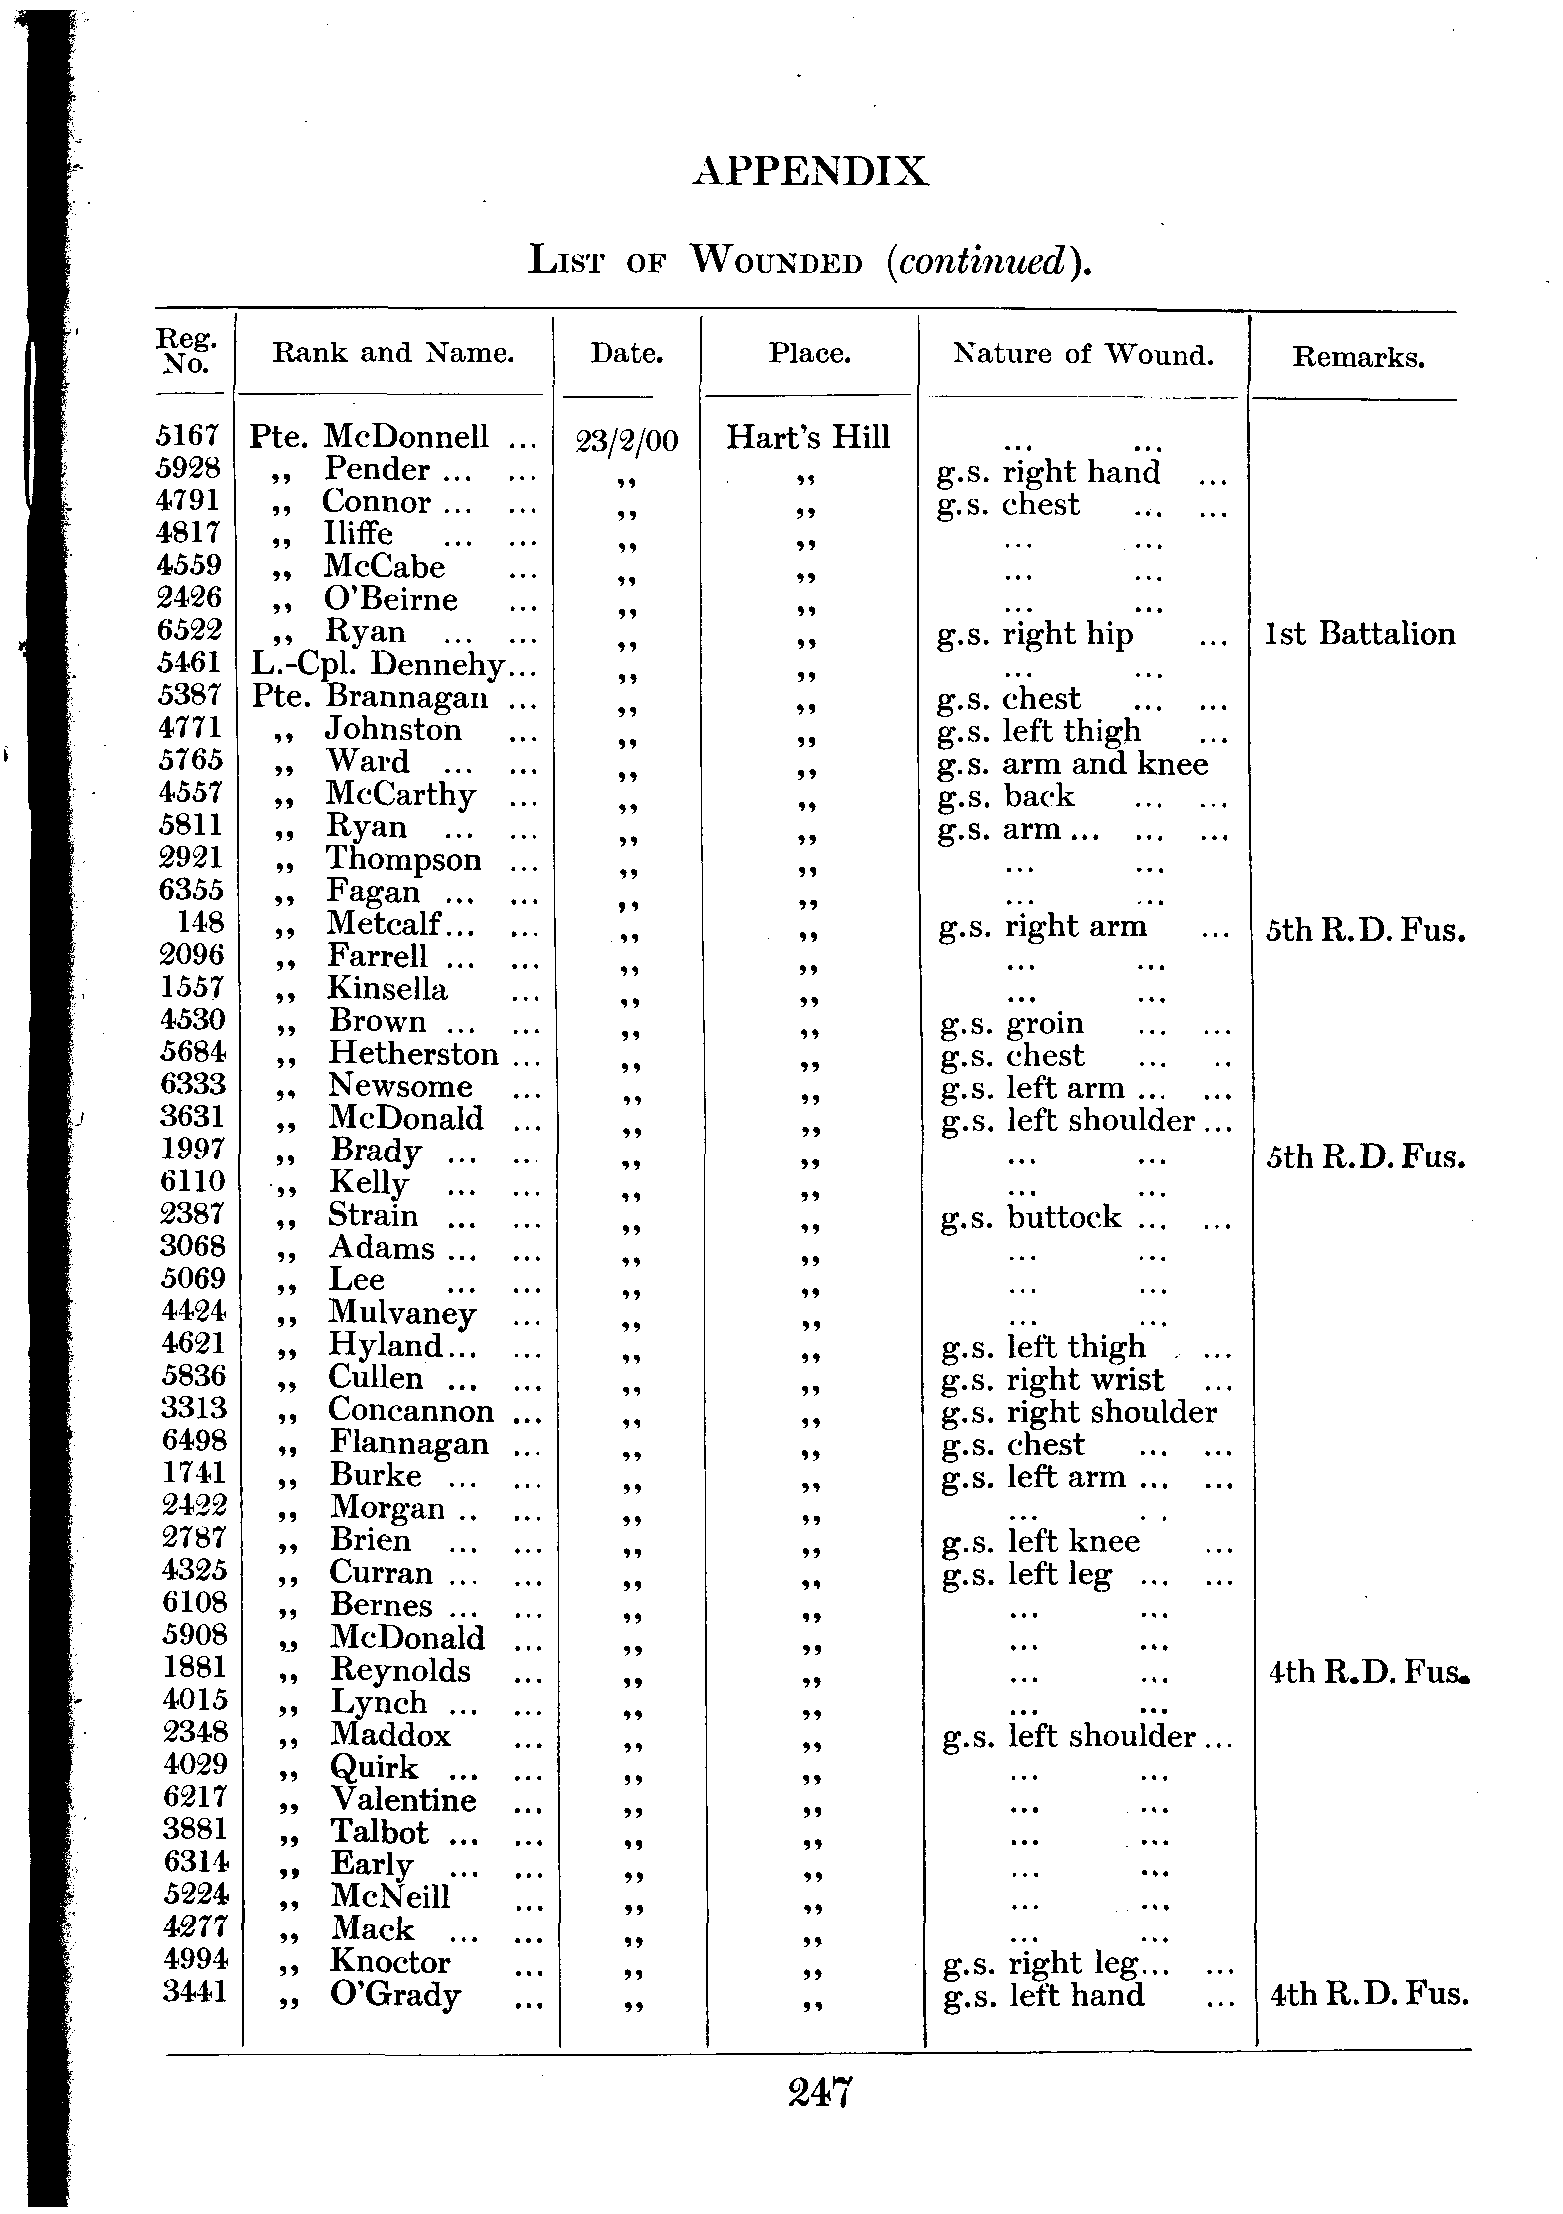 APPENDIX
LIST OF WOUNDED (continued).
Reg. No. Rank and Name. Date. Place. Nature of Wound. Remarks.
5167 Pte. McDonnell ... 23/2/00 Hart's Hill ... ...
5928 ,, Pender ... ... ,, ,, g.s. right hand ...
4791 ,, Connor ... ... ,, ,, g.s. chest ... ...
4817 ,, Iliffe ... ... ,, ,, ... ...
4559 ,, McCabe ... ,, ,, ... ...
2426 ,, O'Beirne ... ,, ,, ... ...
6522 ,, Ryan ... ... ,, ,, g.s. right hip ... 1st Battalion
5461 L.-Cpl. Dennehy... ,, ,, ... ...
5387 Pte. Brannagan ... ,, ,, g.s. chest ... ...
4771 ,, Johnston ... ,, ,, g.s. left thigh ...
5765 ,, Ward ... ... ,, ,, g.s. arm and knee
4557 ,, McCarthy ... ,, ,, g.s. back ... ...
5811 ,, Ryan ... ... ,, ,, g.s. arm ... ... ...
2921 ,, Thompson ... ,, ,, ... ...
6355 ,, Fagan ... ... ,, ,, ... ...
148 ,, Metcalf... ... ,, ,, g.s. right arm ... 5th R.D. Fus.
2096 ,, Farrell ... ... ,, ,, ... ...
1557 ,, Kinsella ... ,, ,, ... ...
4530 ,, Brown ... ... ,, ,, g.s. groin ... ...
5684 ,, Hetherston ... ,, ,, g.s. chest ... ..
6333 ,, Newsome ... ,, ,, g.s. left arm ... ...
3631 ,, McDonald ... ,, ,, g.s. left shoulder ...
1997 ,, Brady ... ... ,, ,, ... ... 5th R.D. Fus.
6110 ,, Kelly ... ... ,, ,, ... ...
2387 ,, Strain ... ... ,, ,, g.s. buttock ... ...
3068 ,, Adams ... ... ,, ,, ... ...
5069 ,, Lee ... ... ,, ,, ... ...
4424 ,, Mulvaney ... ,, ,, ... ...
4621 ,, Hyland... ... ,, ,, g.s. left thigh ...
5836 ,, Cullen ... ... ,, ,, g.s. right wrist ...
3313 ,, Concannon ... ,, ,, g.s. right shoulder
6498 ,, Flannagan ... ,, ,, g.s. chest ... ...
1741 ,, Burke ... ... ,, ,, g.s. left arm ... ...
2422 ,, Morgan .. ... ,, ,, ... ..
2787 ,, Brien ... ... ,, ,, g.s. left knee ...
4325 ,, Curran ... ... ,, ,, g.s. left leg ... ...
6108 ,, Bernes ... ... ,, ,, ... ...
5908 ,, McDonald ... ,, ,, ... ...
1881 ,, Reynolds ... ,, ,, ... ... 4th R.D. Fus.
4015 ,, Lynch ... ... ,, ,, ... ...
2348 ,, Maddox ... ,, ,, g.s. left shoulder ...
4029 ,, Quirk ... ... ,, ,, ... ...
6217 ,, Valentine ... ,, ,, ... ...
3881 ,, Talbot ... ... ,, ,, ... ...
6314 ,, Early ... ... ,, ,, ... ...
5224 ,, McNeill ... ,, ,, ... ...
4277 ,, Mack ... ... ,, ,, ... ...
4994 ,, Knoctor ... ,, ,, g.s. right leg... ...
3441 ,, O'Grady ... ,, ,, g.s. left hand ... 4th R.D. Fus.
247